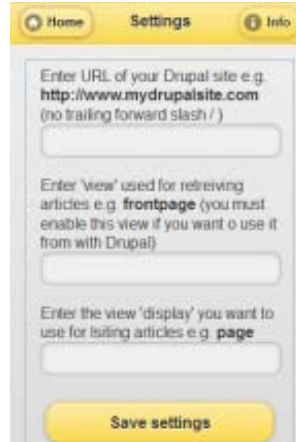 Home Settings Info
Enter URL of your Drupal site e.g.
http://www.mydrupalsite.com
(no trailing forward slash / )
Enter 'view' used for retreiving
articles e.g. frontpage (you must
enable this view if you want o use it
from with Drupal)
Enter the view 'display' you want to
use for lsiting articles e.g. page
Save settings